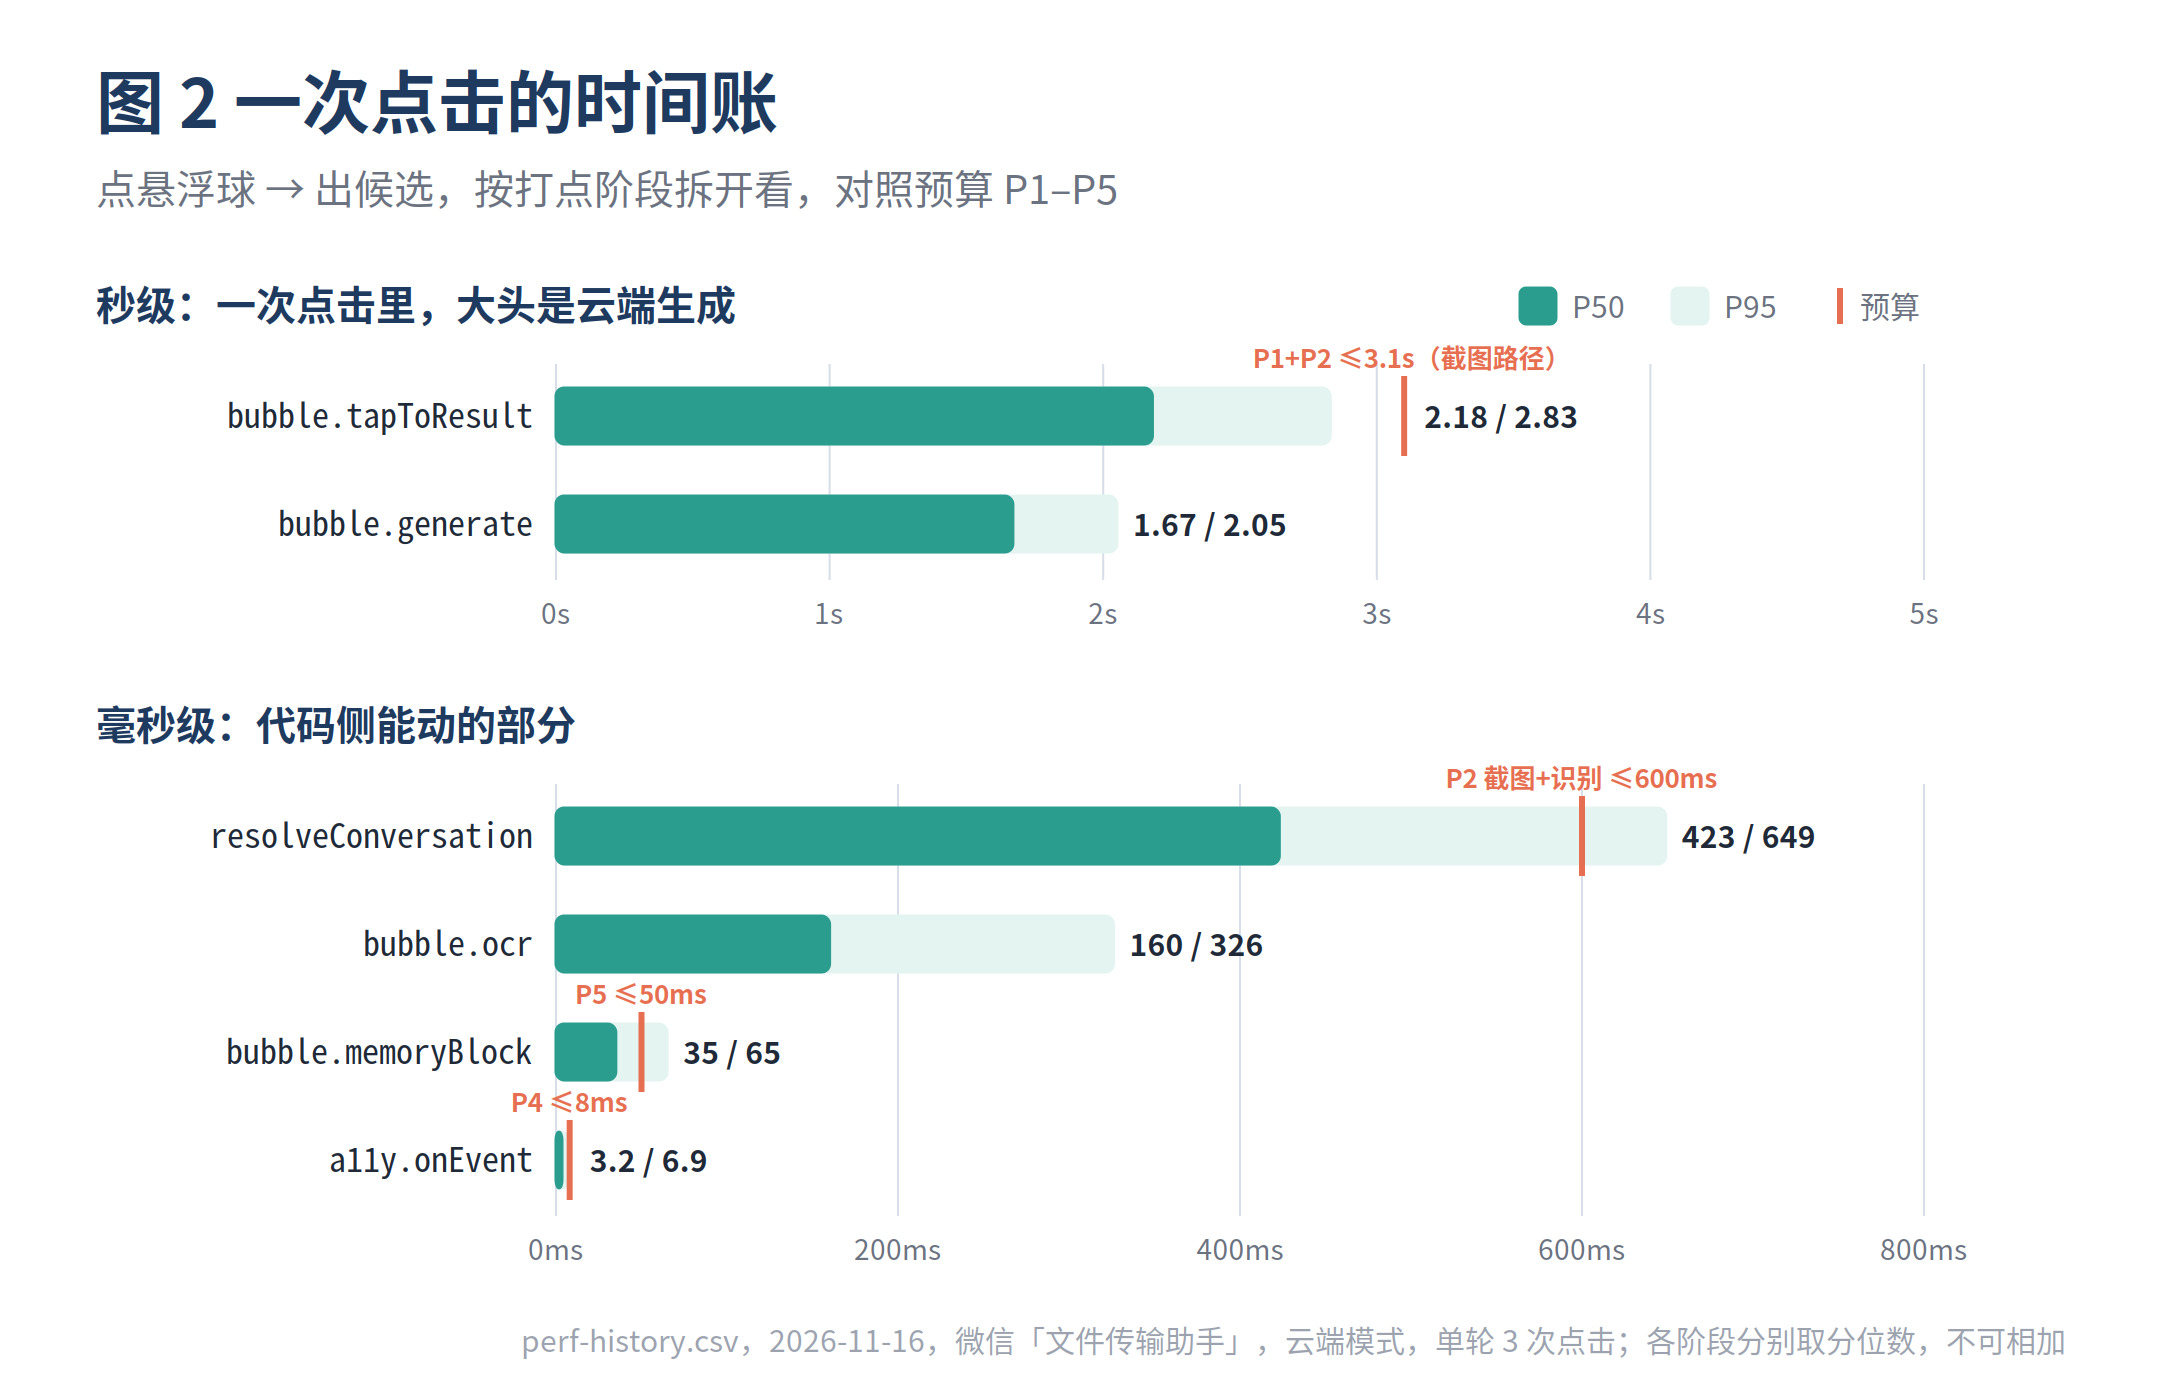 图 2 一次点击的时间账
点悬浮球 → 出候选，按打点阶段拆开看，对照预算 P1–P5
秒级：一次点击里，大头是云端生成
P50
P95
预算
P1+P2 ≤3.1s（截图路径）
bubble.tapToResult
2.18 / 2.83
bubble.generate
1.67 / 2.05
0s
1s
2s
3s
4s
5s
毫秒级：代码侧能动的部分
P2 截图+识别 ≤600ms
resolveConversation
423 / 649
bubble.ocr
160 / 326
P5 ≤50ms
bubble.memoryBlock
35 / 65
P4 ≤8ms
a11y.onEvent
3.2 / 6.9
0ms
200ms
400ms
600ms
800ms
perf-history.csv，2026-11-16，微信「文件传输助手」，云端模式，单轮 3 次点击；各阶段分别取分位数，不可相加